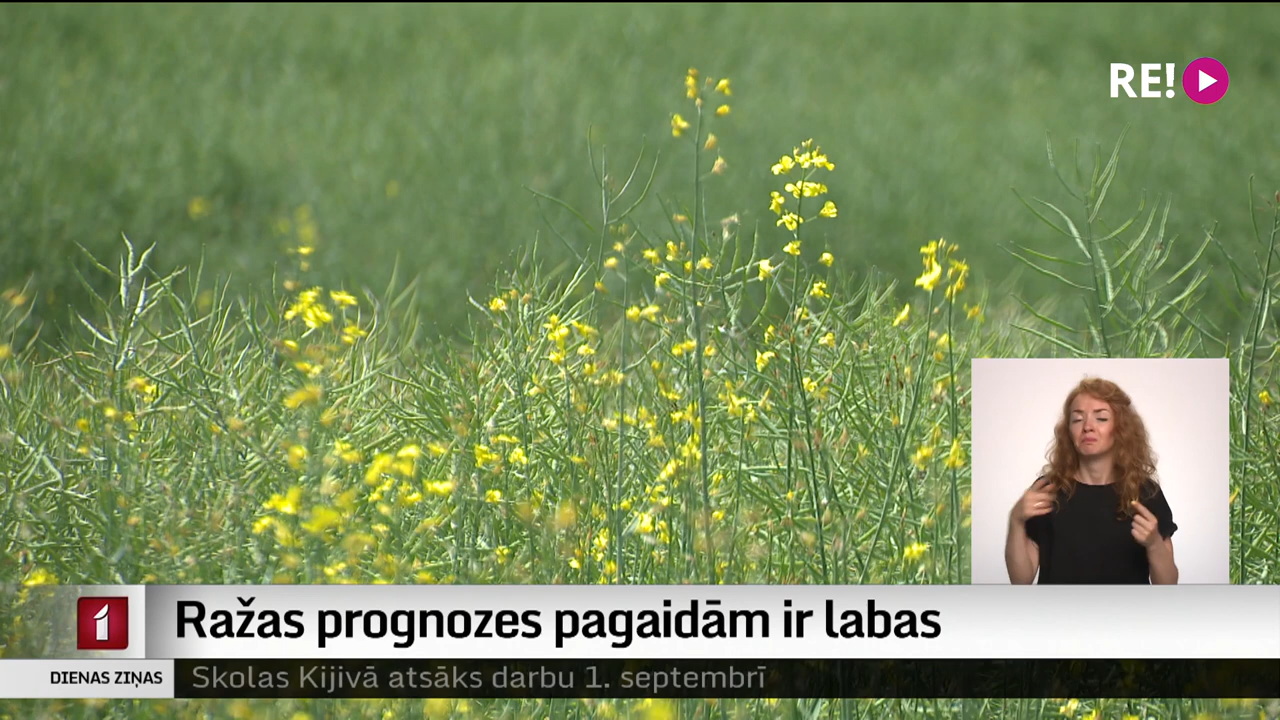 RE!
1
Ražas prognozes pagaidām ir labas
DIENAS ZIŅAS
Skolas Kijivā atsāks darbu 1. septembrī